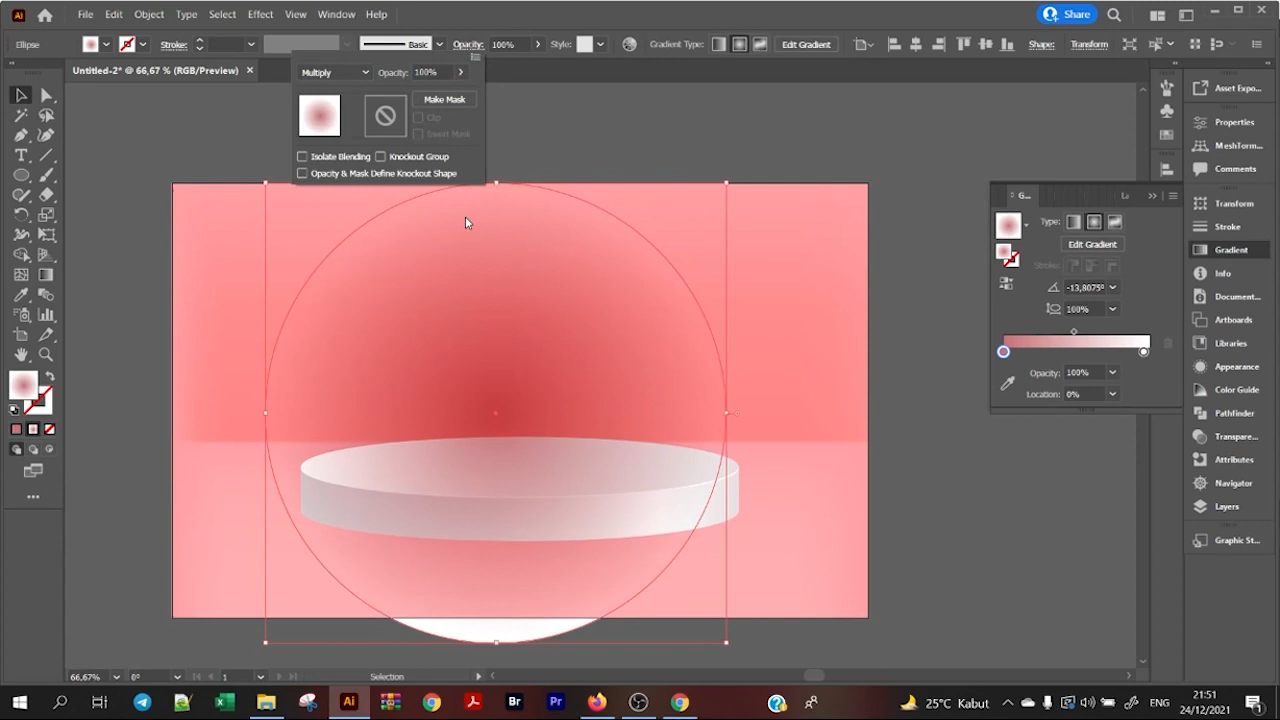 Ai File Edit Object Type Select Effect View Window Help Share
Ellipse Stroke: Basic Opacity: 100% Style: Gradient Type: Edit Gradient Shape: Transform
Untitled-2* @ 66,67 % (RGB/Preview)
Multiply Opacity: 100%
Make Mask
Clip
Invert Mask
Isolate Blending Knockout Group
Opacity & Mask Define Knockout Shape
G...
Type:
Edit Gradient
Stroke:
-13,8075°
100%
Opacity: 100%
Location: 0%
Asset Expo...
Properties
MeshTorm...
Comments
Transform
Stroke
Gradient
Info
Document...
Artboards
Libraries
Appearance
Color Guide
Pathfinder
Transpare...
Attributes
Navigator
Layers
Graphic St...
66,67% 0° 1 Selection
Ai Br Pr 25°C Kabut ENG 21:51
24/12/2021